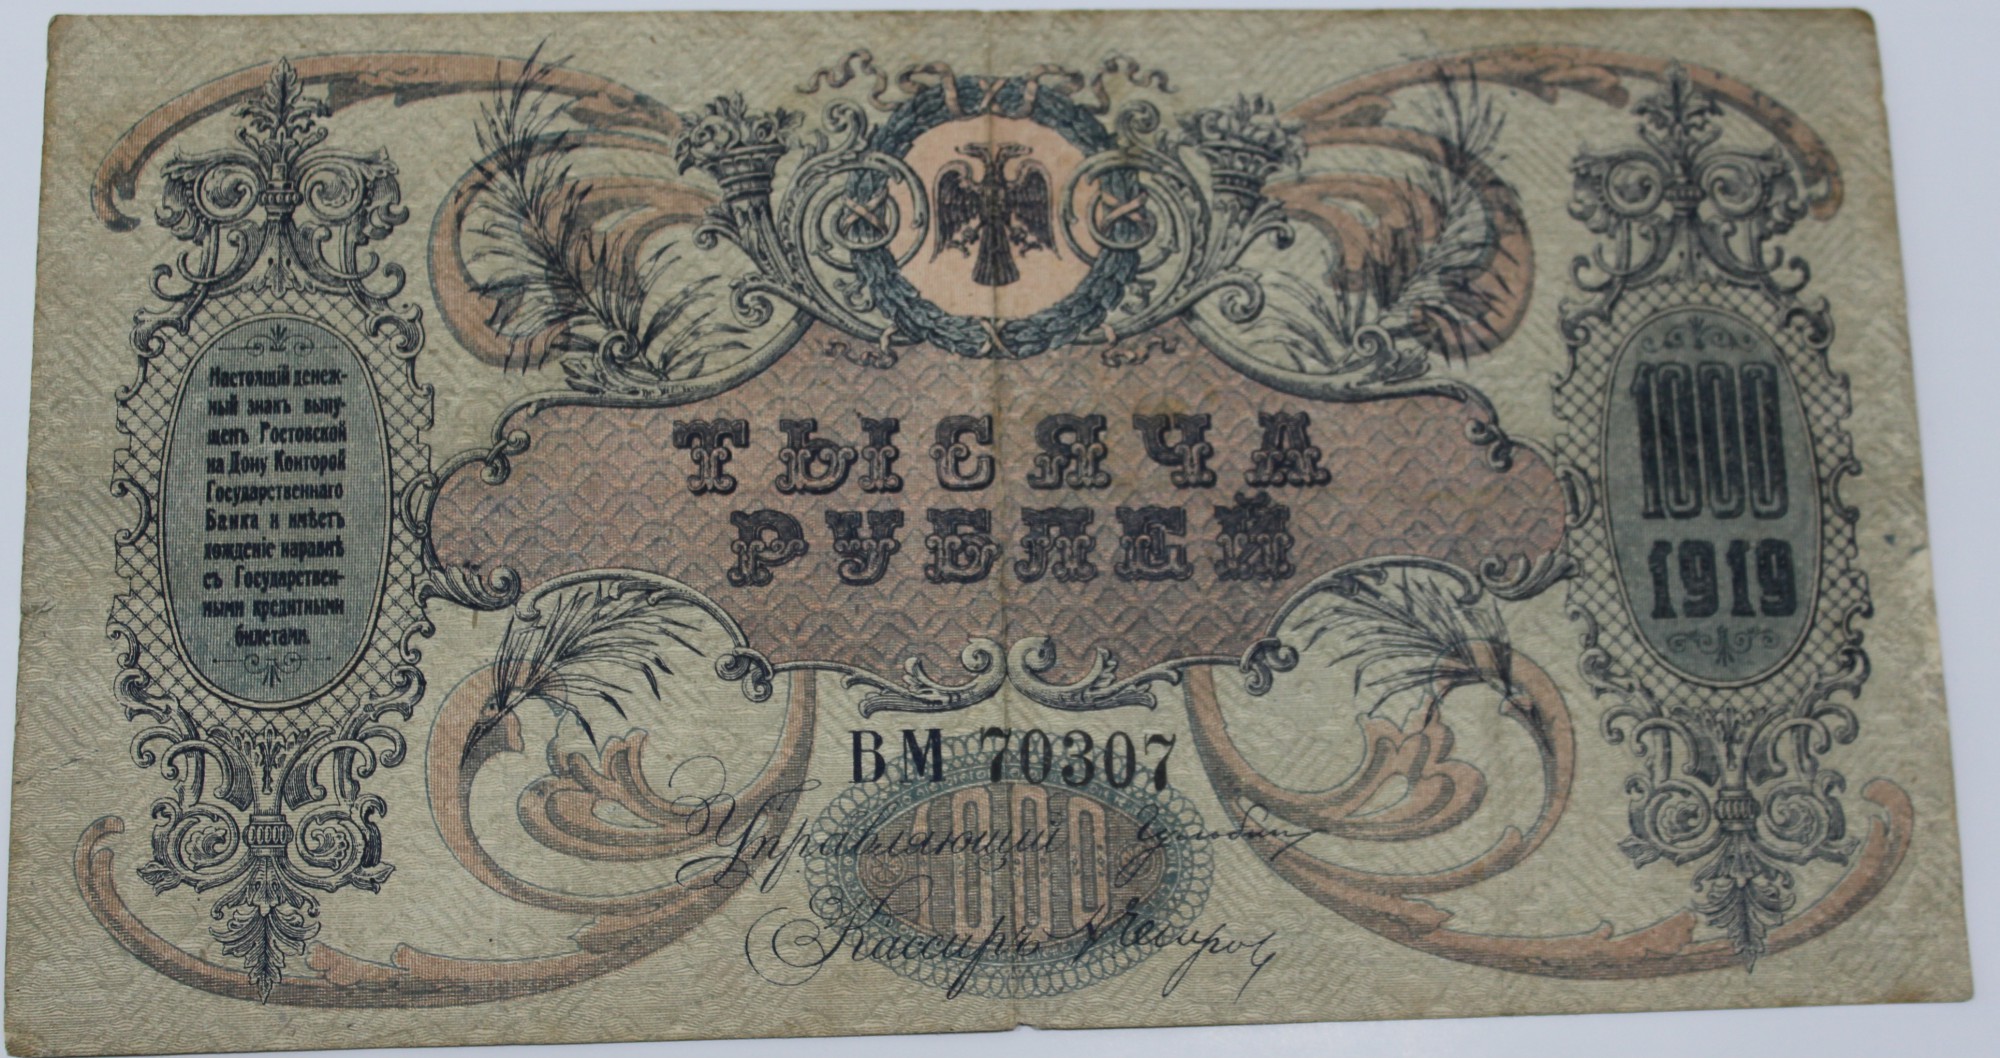 Настоящій денеж-
ный знакъ выпу-
щенъ Ростовской
на Дону Конторой
Государственнаго
Банка и имѣетъ
хожденіе наравнѣ
съ Государствен-
ными кредитными
билетами.
ТЫСЯЧА
РУБЛЕЙ
1000
1919
ВМ 70307
1000
Управляющій
Кассиръ